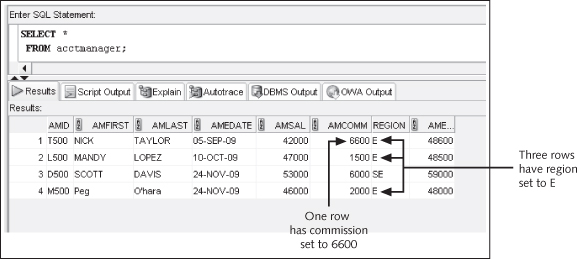 Enter SQL Statement:
SELECT *
FROM acctmanager;
Results Script Output Explain Autotrace DBMS Output OWA Output
Results:
AMID AMFIRST AMLAST AMEDATE AMSAL AMCOMM REGION AME...
1 T500 NICK TAYLOR 05-SEP-09 42000 6600 E 48600
2 L500 MANDY LOPEZ 10-OCT-09 47000 1500 E 48500
3 D500 SCOTT DAVIS 24-NOV-09 53000 6000 SE 59000
4 M500 Peg O'hara 24-NOV-09 46000 2000 E 48000
Three rows
have region
set to E
One row
has commission
set to 6600